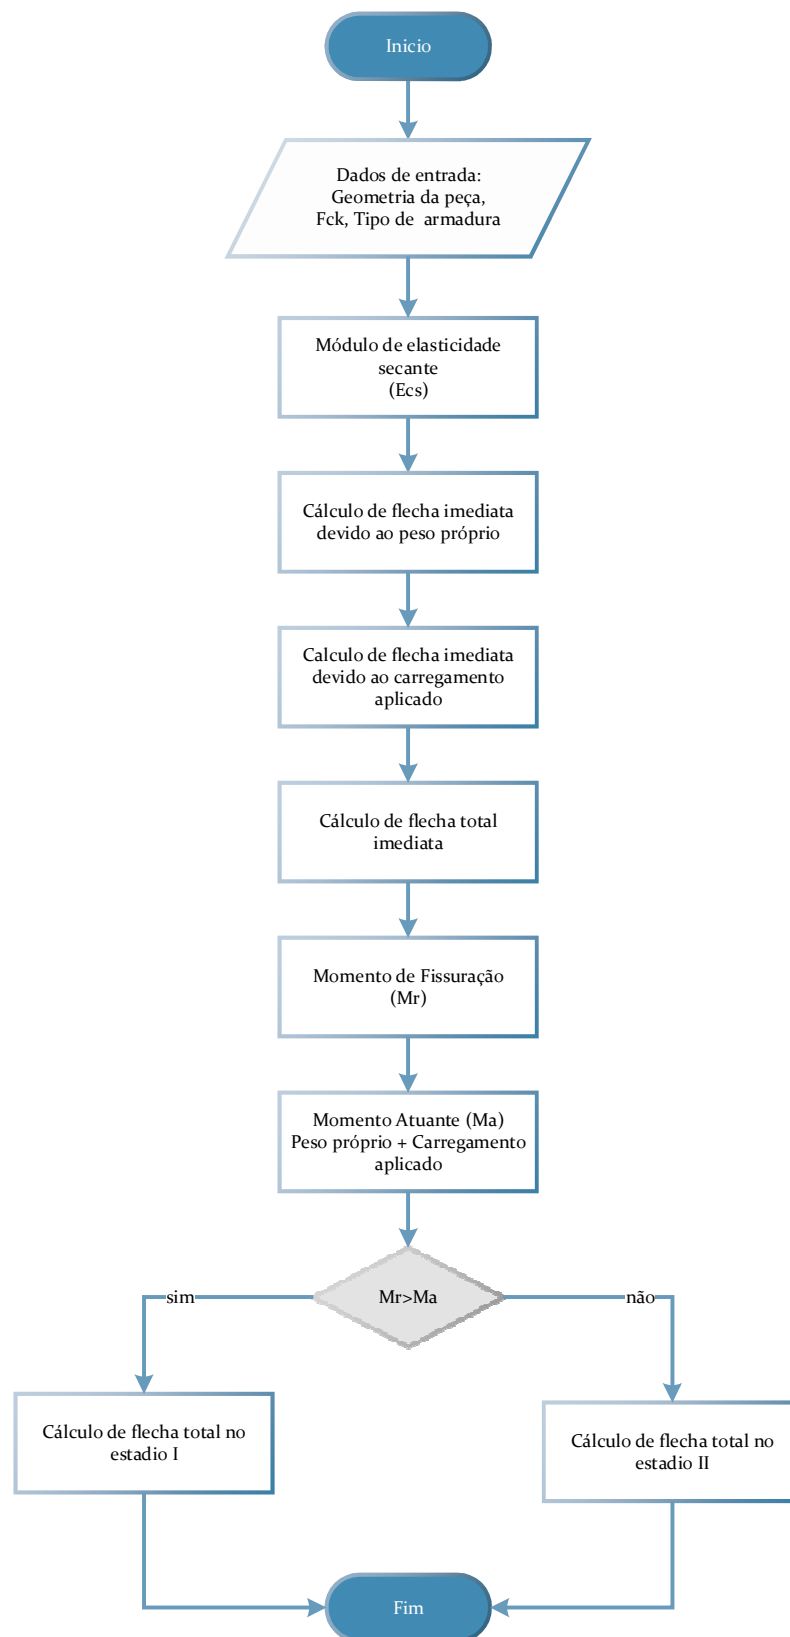 Inicio
Dados de entrada:
Geometria da peça,
Fck, Tipo de armadura
Módulo de elasticidade
secante
(Ecs)
Cálculo de flecha imediata
devido ao peso próprio
Calculo de flecha imediata
devido ao carregamento
aplicado
Cálculo de flecha total
imediata
Momento de Fissuração
(Mr)
Momento Atuante (Ma)
Peso próprio + Carregamento
aplicado
Mr>Ma
sim
não
Cálculo de flecha total no
estadio I
Cálculo de flecha total no
estadio II
Fim